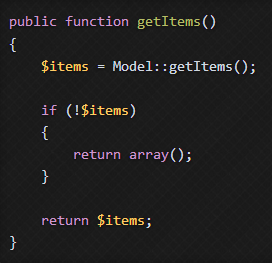 public function getItems()
{
    $items = Model::getItems();

    if (!$items)
    {
        return array();
    }

    return $items;
}